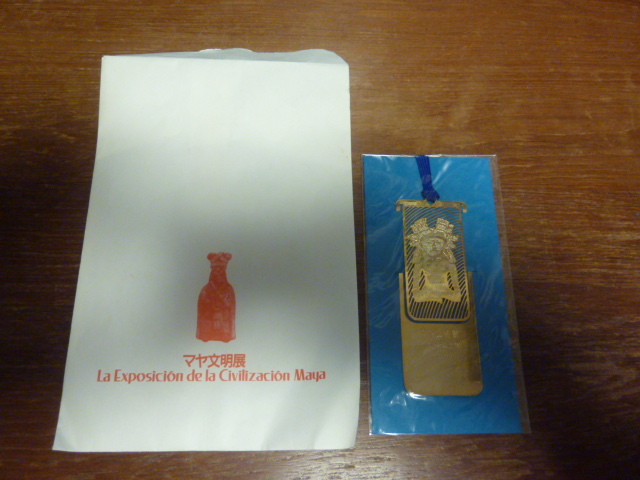 マヤ文明展
La Exposición de la Civilización Maya